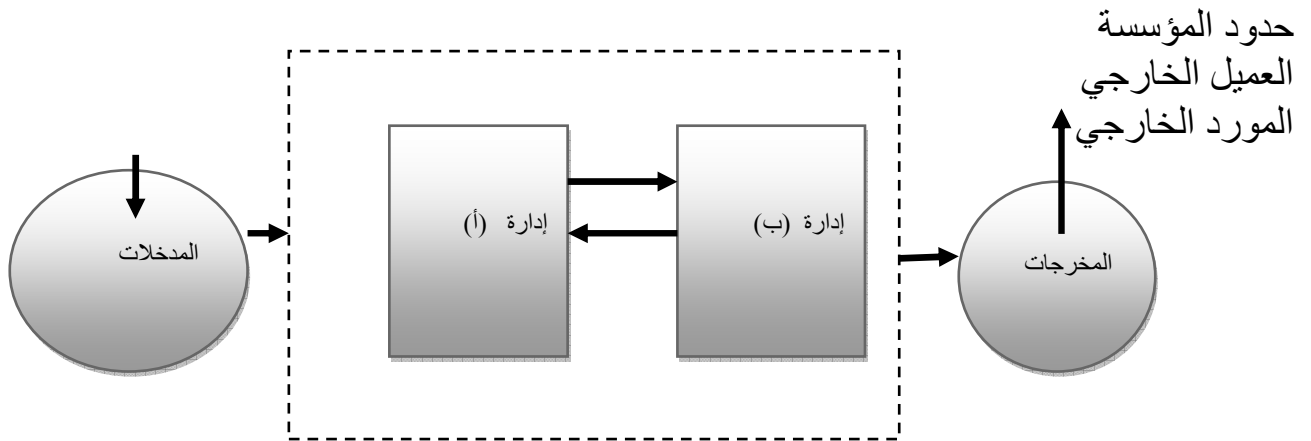 حدود المؤسسة
العميل الخارجي
المورد الخارجي
إدارة (ب)
إدارة (أ)
المخرجات
المدخلات